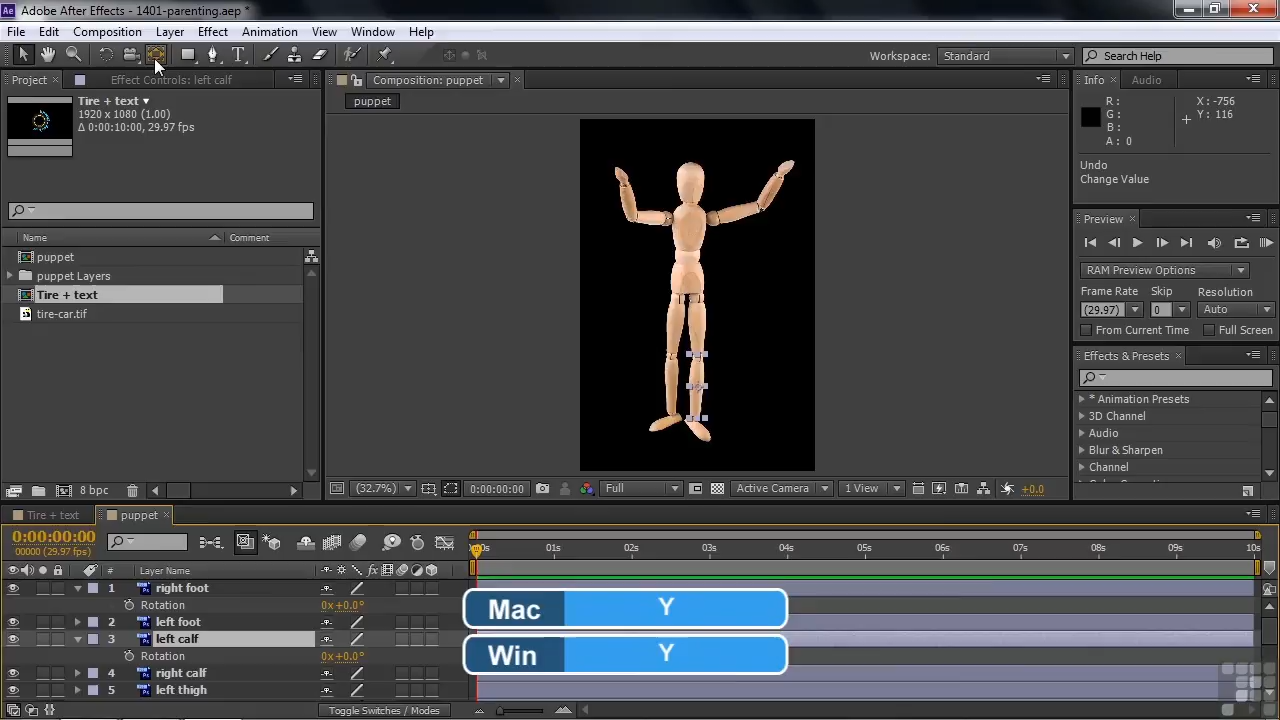 Adobe After Effects - 1401-parenting.aep *
File Edit Composition Layer Effect Animation View Window Help
Workspace: Standard Search Help
Project Effect Controls: left calf
Composition: puppet
Info Audio
Tire + text
1920 x 1080 (1.00)
Δ 0:00:10:00, 29.97 fps
puppet
R :
G :
B :
A : 0
X : -756
Y : 116
Undo
Change Value
Preview
Name Comment
puppet
puppet Layers
Tire + text
tire-car.tif
RAM Preview Options
Frame Rate Skip Resolution
(29.97) 0 Auto
From Current Time Full Screen
Effects & Presets
* Animation Presets
3D Channel
Audio
Blur & Sharpen
Channel
8 bpc
(32.7%) 0:00:00:00 Full Active Camera 1 View +0.0
Tire + text puppet
0:00:00:00
00000 (29.97 fps)
00s 01s 02s 03s 04s 05s 06s 07s 08s 09s 10s
# Layer Name fx
1 right foot
Rotation 0x+0.0°
2 left foot
3 left calf
Rotation 0x+0.0°
4 right calf
5 left thigh
Toggle Switches / Modes
Mac Y
Win Y